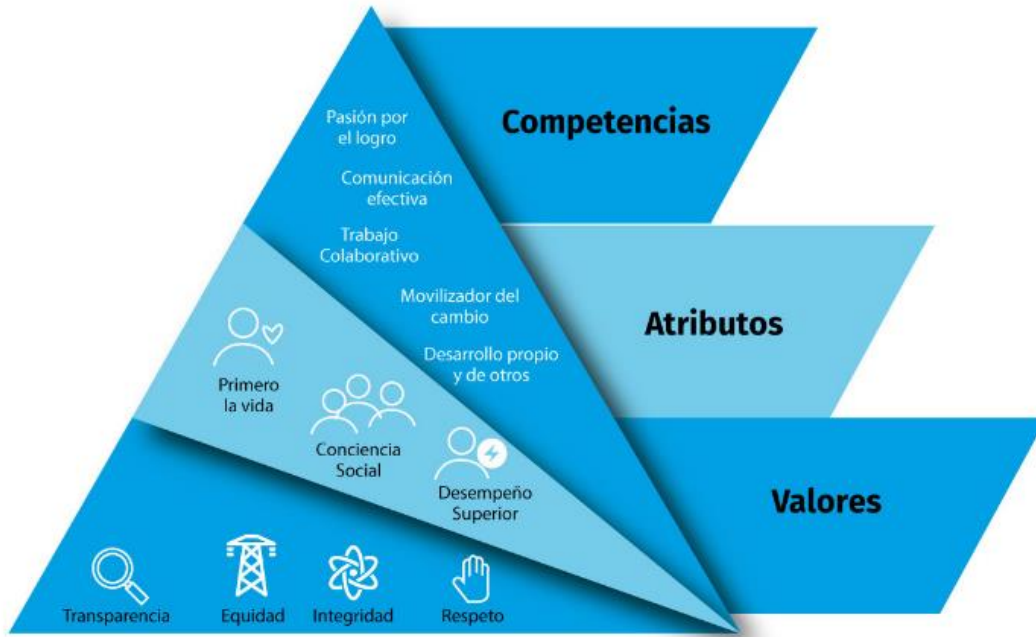 Competencias
Pasión por
el logro
Comunicación
efectiva
Trabajo
Colaborativo
Movilizador del
cambio
Desarrollo propio
y de otros
Atributos
Primero
la vida
Conciencia
Social
Desempeño
Superior
Valores
Transparencia
Equidad
Integridad
Respeto